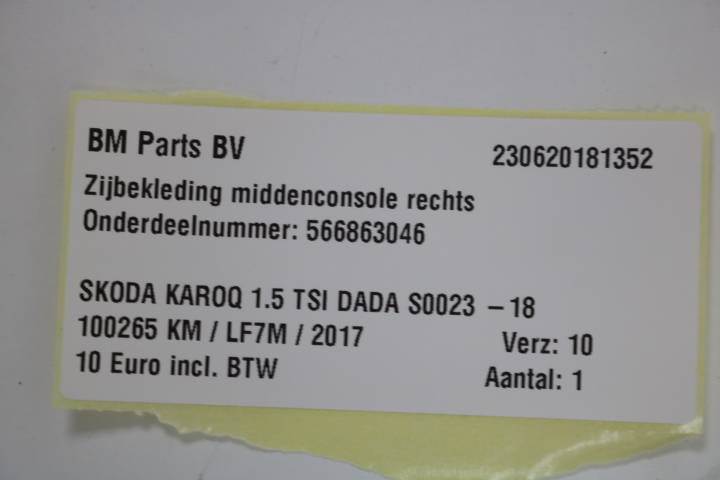 BM Parts BV 230620181352
Zijbekleding middenconsole rechts
Onderdeelnummer: 566863046
SKODA KAROQ 1.5 TSI DADA S0023 – 18
100265 KM / LF7M / 2017 Verz: 10
10 Euro incl. BTW Aantal: 1